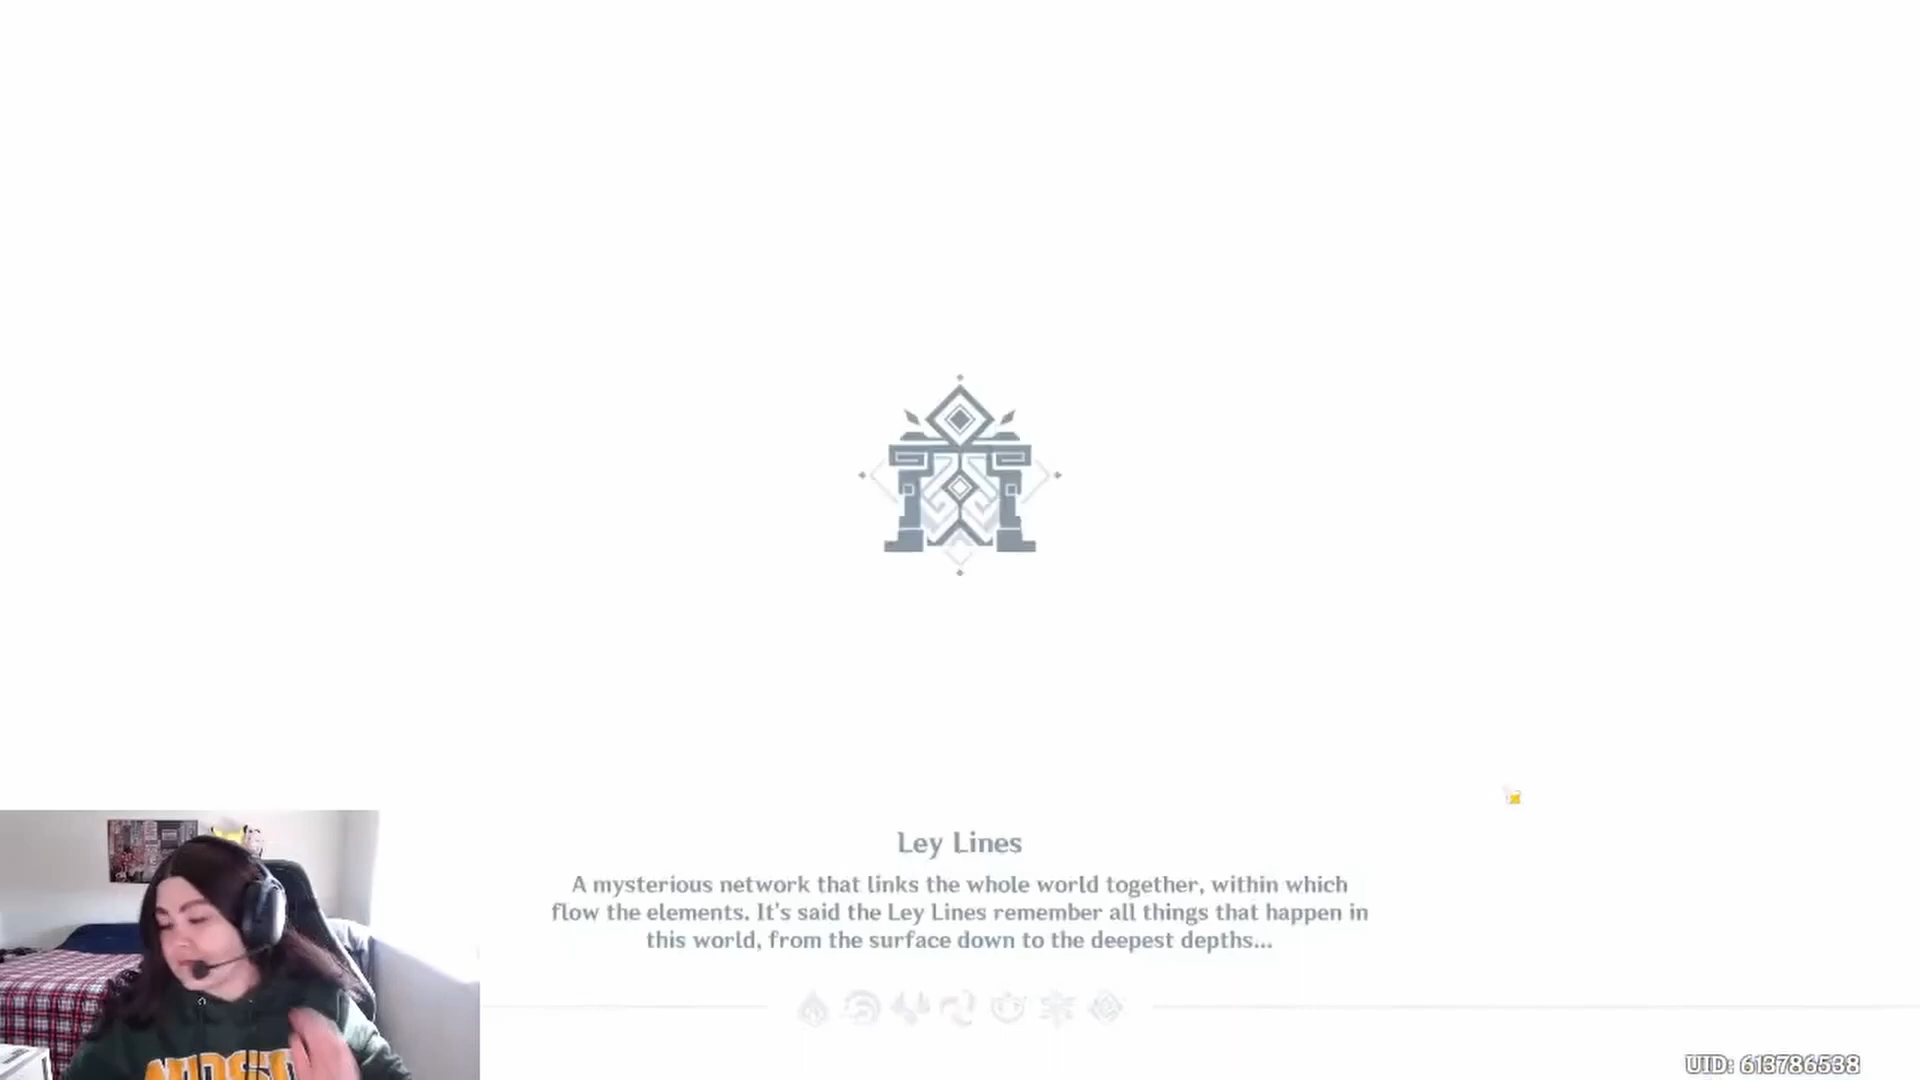 Ley Lines
A mysterious network that links the whole world together, within which
flow the elements. It's said the Ley Lines remember all things that happen in
this world, from the surface down to the deepest depths...
UID: 613786538